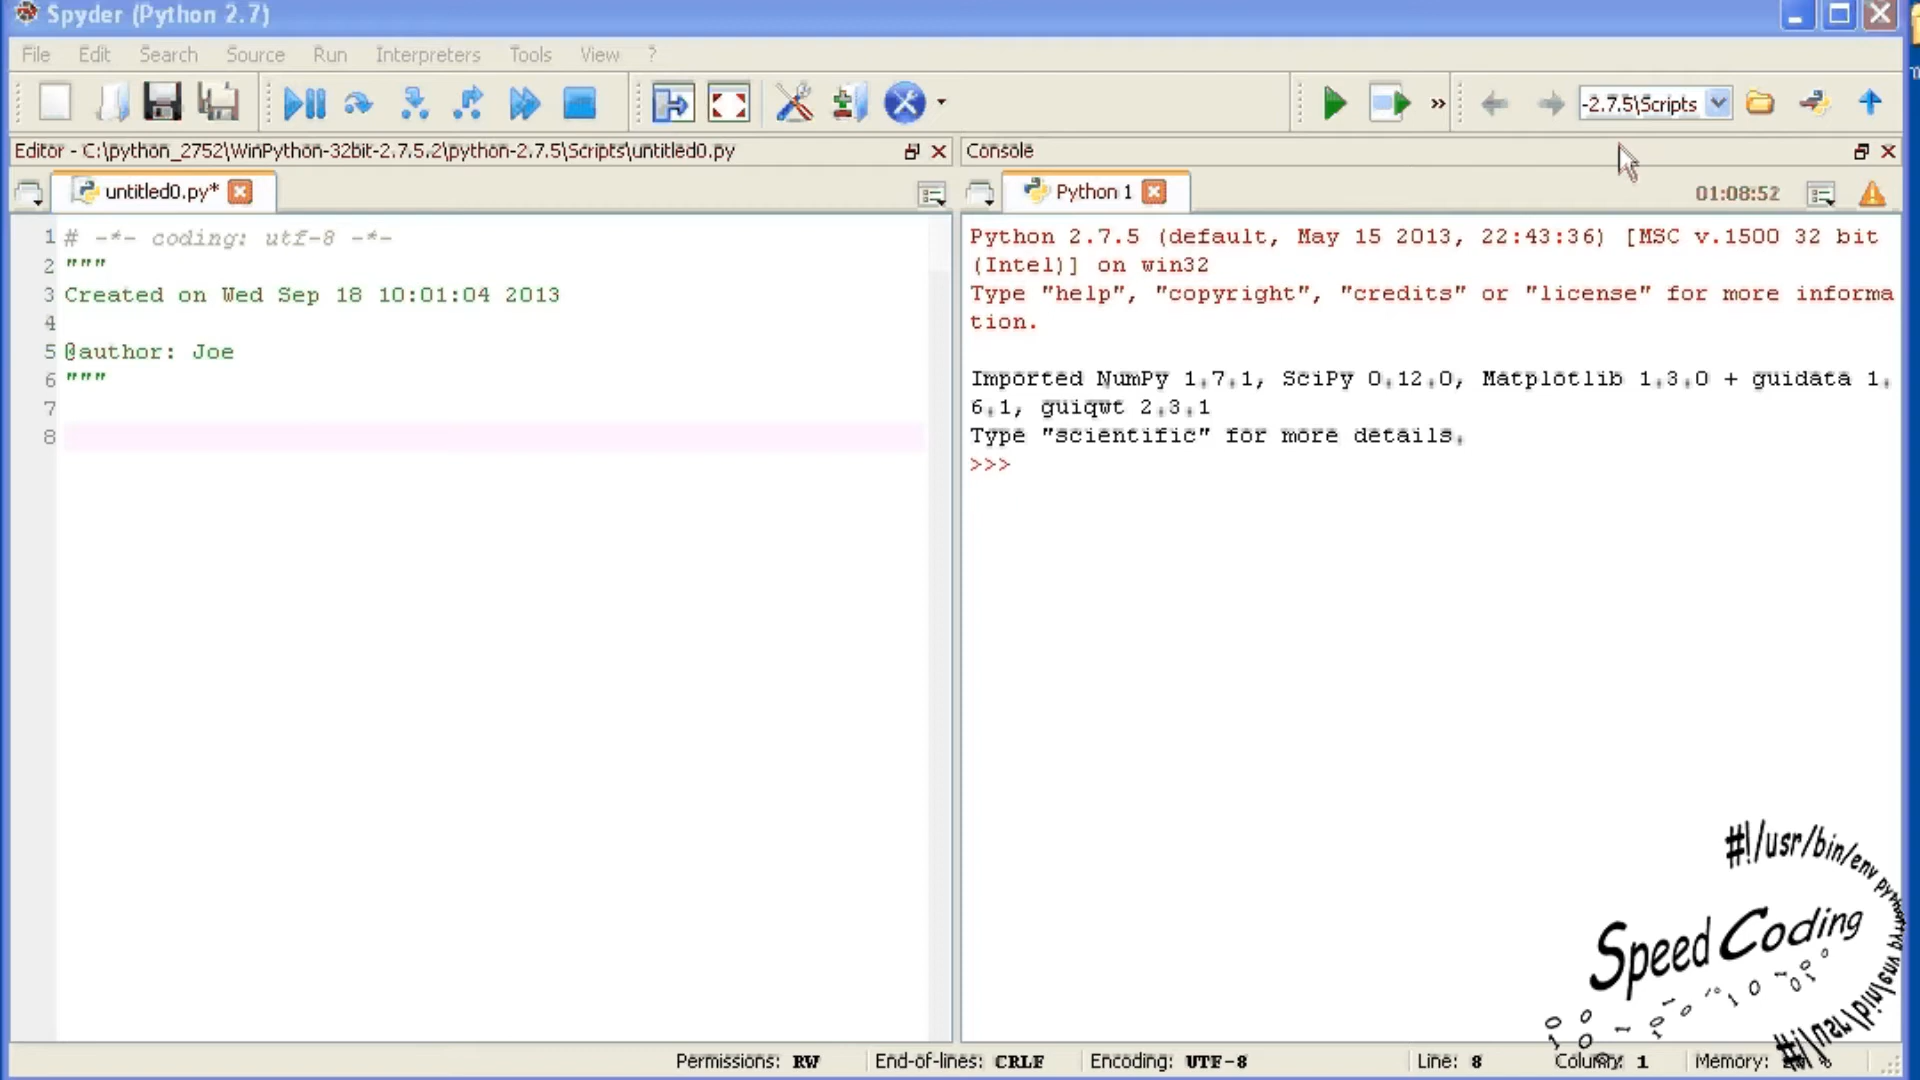 Spyder (Python 2.7)
File Edit Search Source Run Interpreters Tools View ?
-2.7.5\Scripts
Editor - C:\python_2752\WinPython-32bit-2.7.5.2\python-2.7.5\Scripts\untitled0.py
Console
untitled0.py*
Python 1
01:08:52
1 # -*- coding: utf-8 -*-
2 """
3 Created on Wed Sep 18 10:01:04 2013
4
5 @author: Joe
6 """
7
8
Python 2.7.5 (default, May 15 2013, 22:43:36) [MSC v.1500 32 bit
(Intel)] on win32
Type "help", "copyright", "credits" or "license" for more informa
tion.
Imported NumPy 1.7.1, SciPy 0.12.0, Matplotlib 1.3.0 + guidata 1.
6.1, guiqwt 2.3.1
Type "scientific" for more details.
>>>
#!/usr/bin/env python
Speed Coding
#!/usr/bin/env python
Permissions: RW End-of-lines: CRLF Encoding: UTF-8 Line: 8 Column: 1 Memory: %